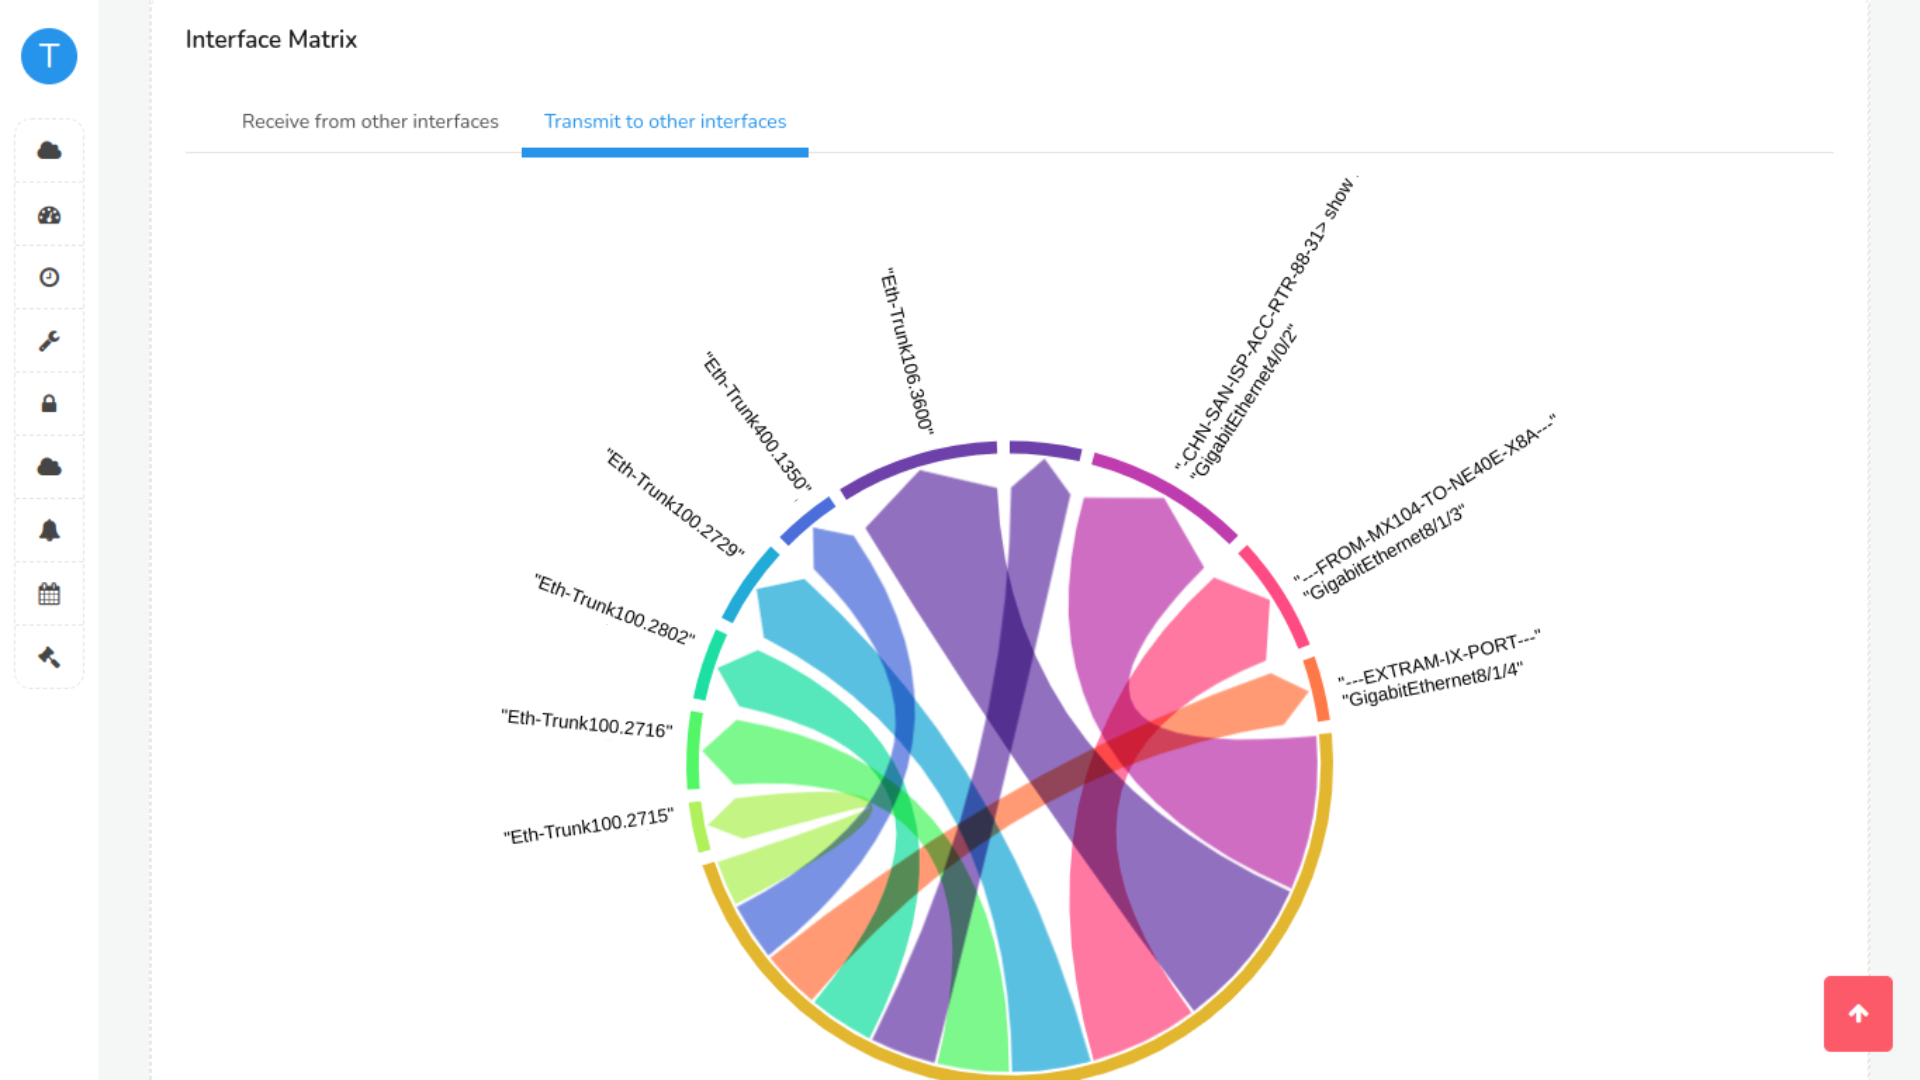 T
Interface Matrix
Receive from other interfaces
Transmit to other interfaces
"-CHN-SAN-ISP-ACC-RTR-88-31> show .
"GigabitEthernet4/0/2"
"Eth-Trunk106.3600"
"Eth-Trunk400.1350"
"Eth-Trunk100.2729"
"---FROM-MX104-TO-NE40E-X8A---"
"GigabitEthernet8/1/3"
"Eth-Trunk100.2802"
"---EXTRAM-IX-PORT---"
"GigabitEthernet8/1/4"
"Eth-Trunk100.2716"
"Eth-Trunk100.2715"